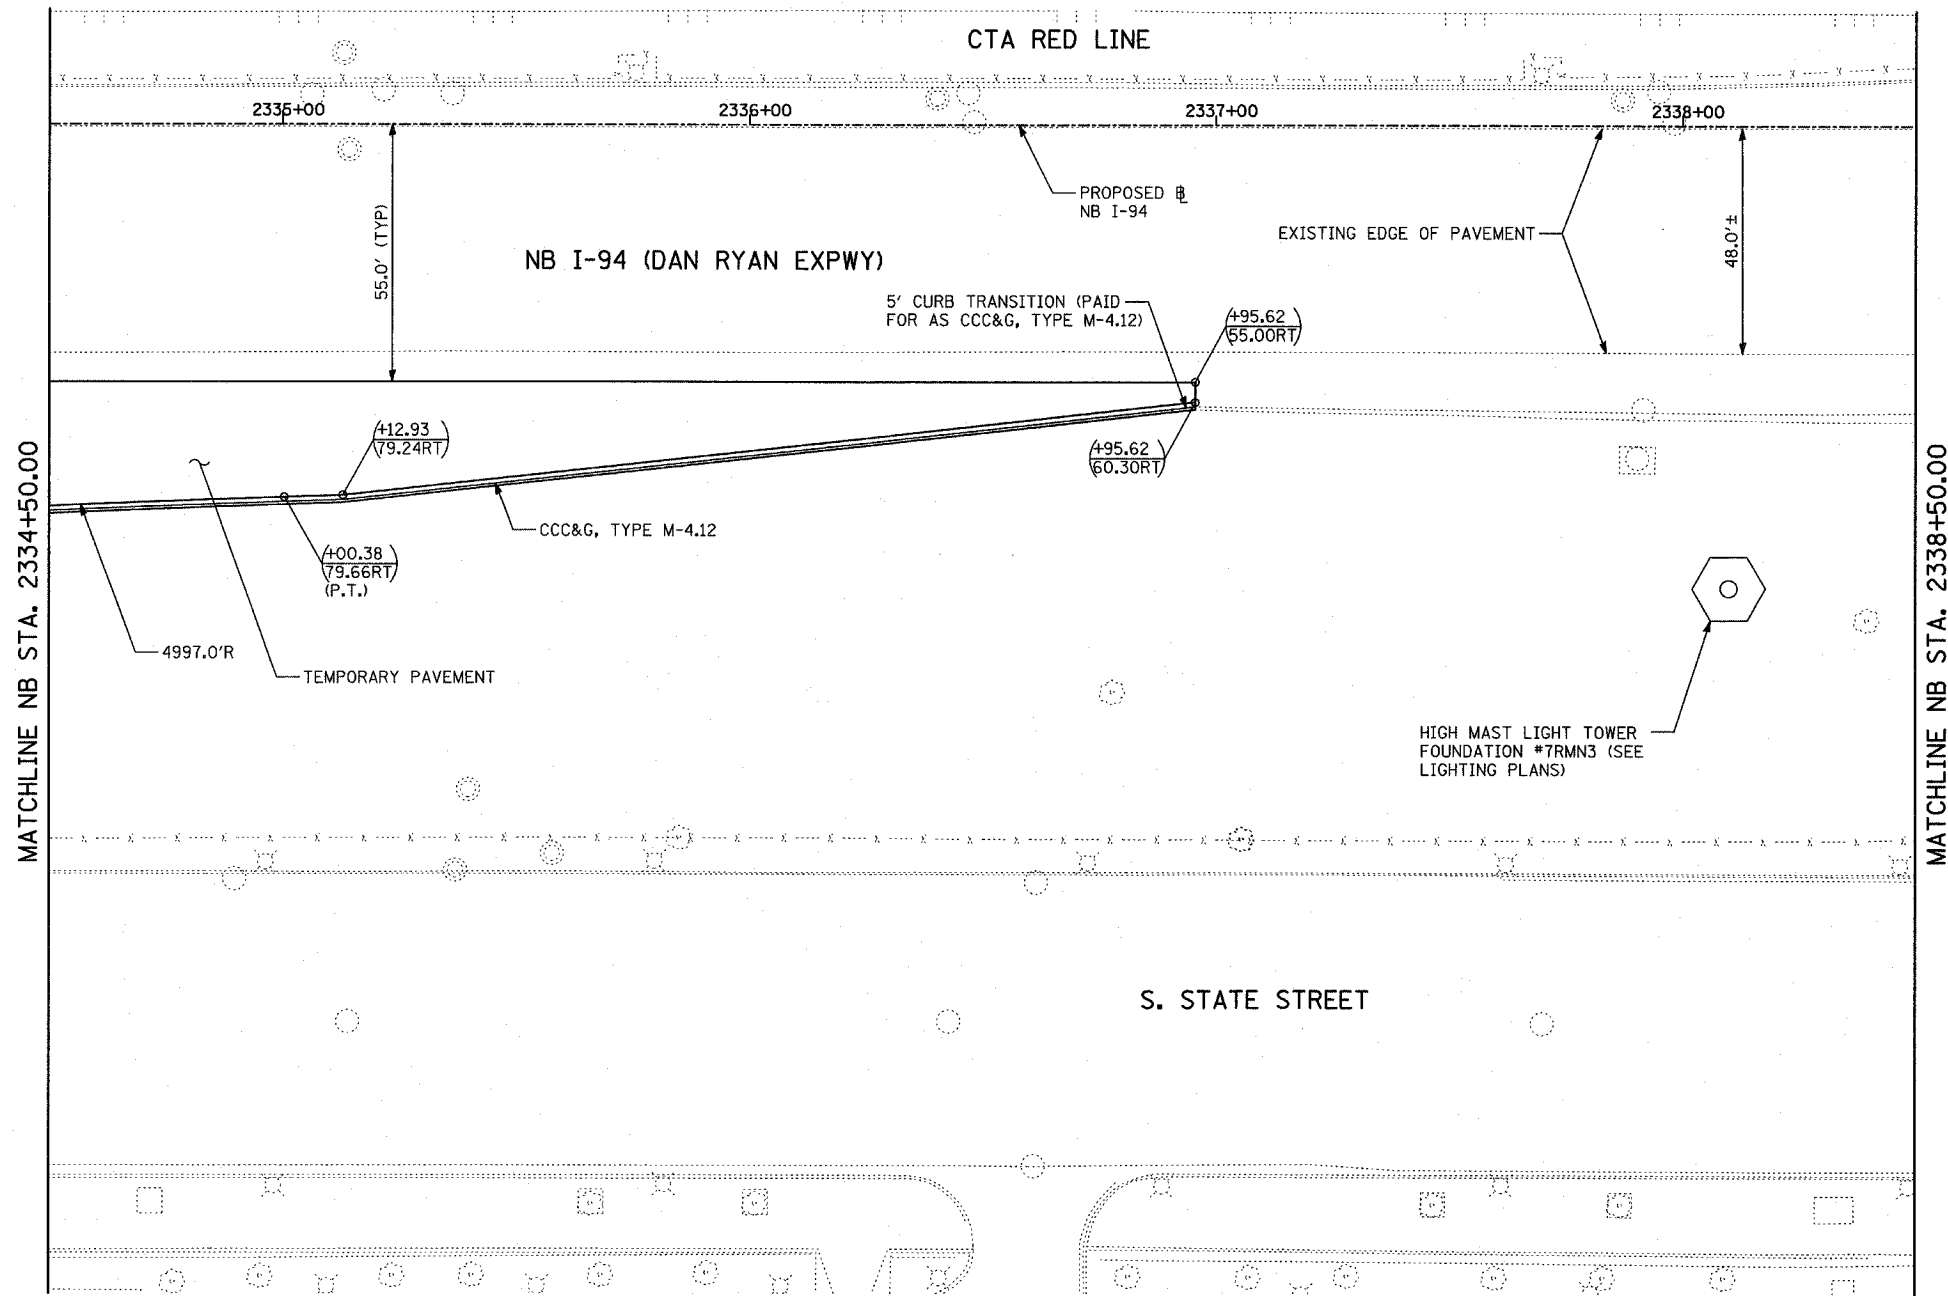 CTA RED LINE
2335+00
2336+00
2337+00
2338+00
PROPOSED ℄
NB I-94
55.0' (TYP)
EXISTING EDGE OF PAVEMENT
48.0'±
NB I-94 (DAN RYAN EXPWY)
5' CURB TRANSITION (PAID
FOR AS CCC&G, TYPE M-4.12)
+95.62
55.00RT
+12.93
79.24RT
+95.62
60.30RT
CCC&G, TYPE M-4.12
+00.38
79.66RT
(P.T.)
4997.0'R
TEMPORARY PAVEMENT
MATCHLINE NB STA. 2334+50.00
MATCHLINE NB STA. 2338+50.00
HIGH MAST LIGHT TOWER
FOUNDATION #7RMN3 (SEE
LIGHTING PLANS)
S. STATE STREET